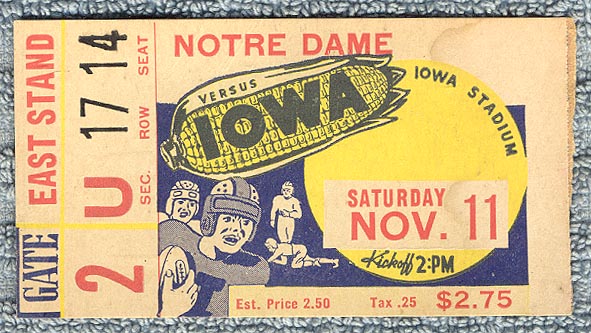 GATE 2
EAST STAND
SEC. U
ROW 17
SEAT 14
NOTRE DAME
VERSUS
IOWA
IOWA STADIUM
SATURDAY
NOV. 11
Kickoff 2:PM
Est. Price 2.50 Tax .25 $2.75